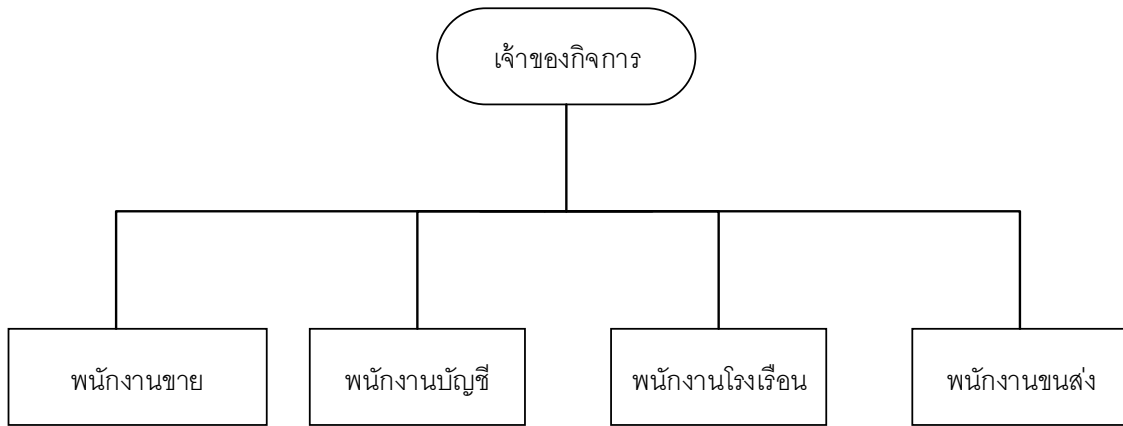 เจ้าของกิจการ
พนักงานขาย
พนักงานบัญชี
พนักงานโรงเรือน
พนักงานขนส่ง